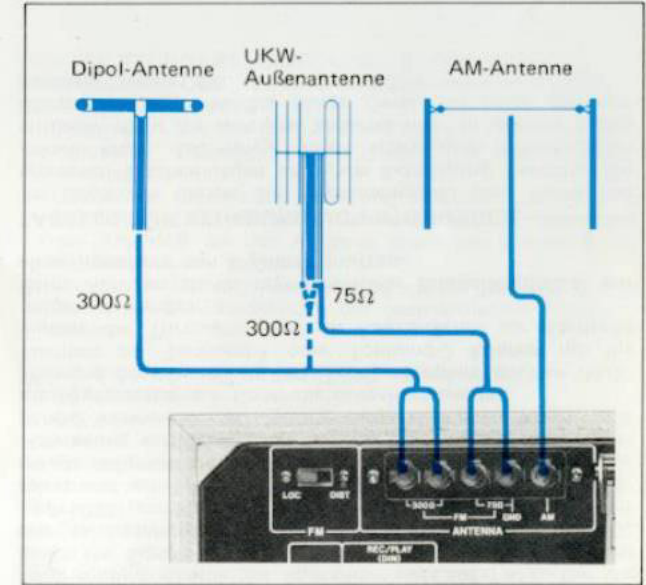 Dipol-Antenne
UKW-
Außenantenne
AM-Antenne
300Ω
75Ω
300Ω
LOC
DIST
FM
300Ω
75Ω
GND
AM
FM
ANTENNA
REC/PLAY
(DIN)